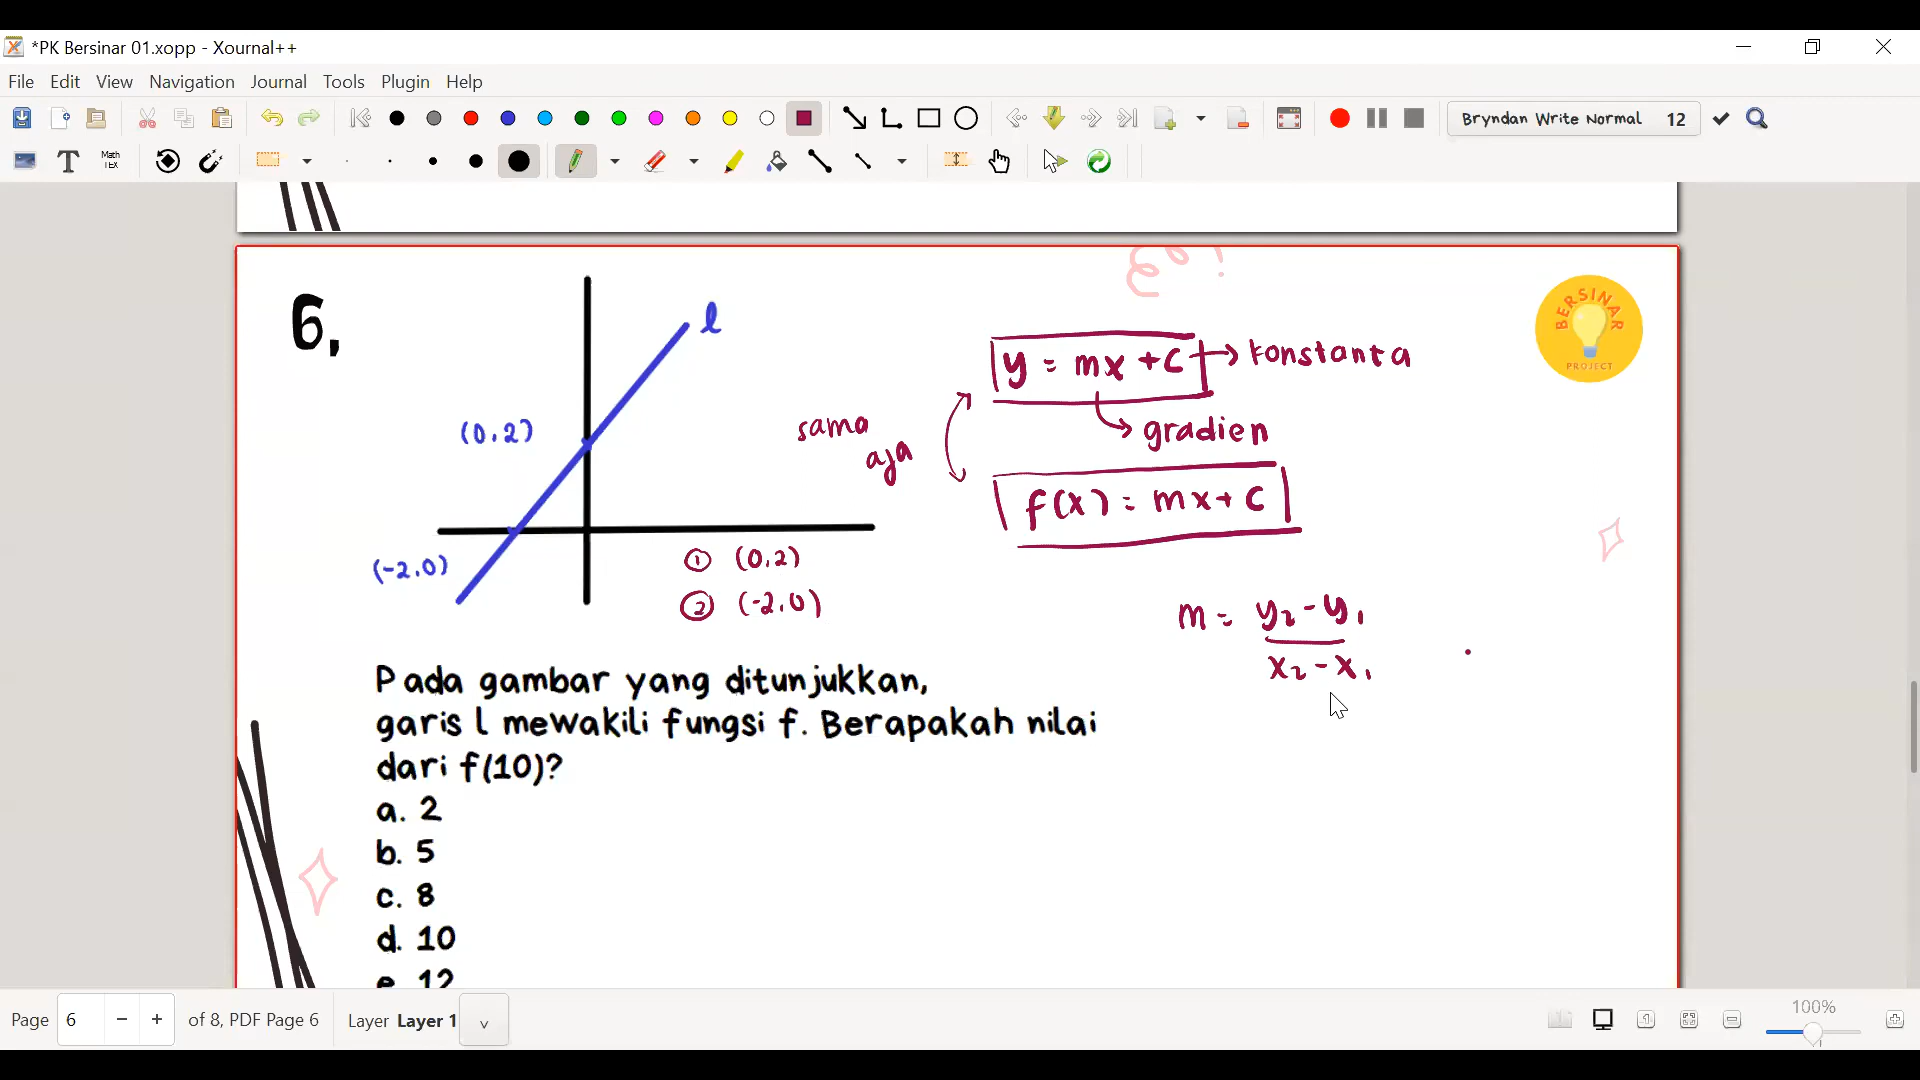 *PK Bersinar 01.xopp - Xournal++
File Edit View Navigation Journal Tools Plugin Help
Bryndan Write Normal 12
T Math TEX
6.
l
(0,2)
(-2,0)
① (0,2)
② (-2,0)
sama
aja
y = mx + c → konstanta
gradien
f(x) = mx + c
m = y₂ - y₁
x₂ - x₁
BERSINAR
PROJECT
Pada gambar yang ditunjukkan,
garis l mewakili fungsi f. Berapakah nilai
dari f(10)?
a. 2
b. 5
c. 8
d. 10
e. 12
Page 6 of 8, PDF Page 6 Layer Layer 1
100%